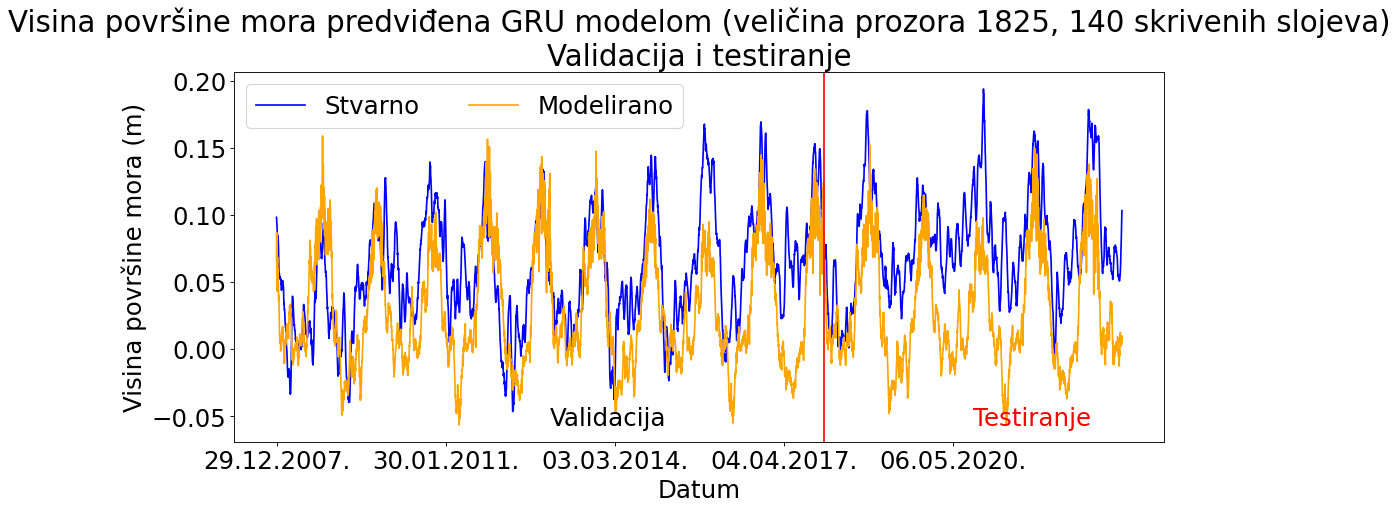 Visina površine mora predviđena GRU modelom (veličina prozora 1825, 140 skrivenih slojeva)
Validacija i testiranje
Stvarno
Modelirano
Visina površine mora (m)
0.20
0.15
0.10
0.05
0.00
−0.05
Validacija
Testiranje
29.12.2007.
30.01.2011.
03.03.2014.
04.04.2017.
06.05.2020.
Datum